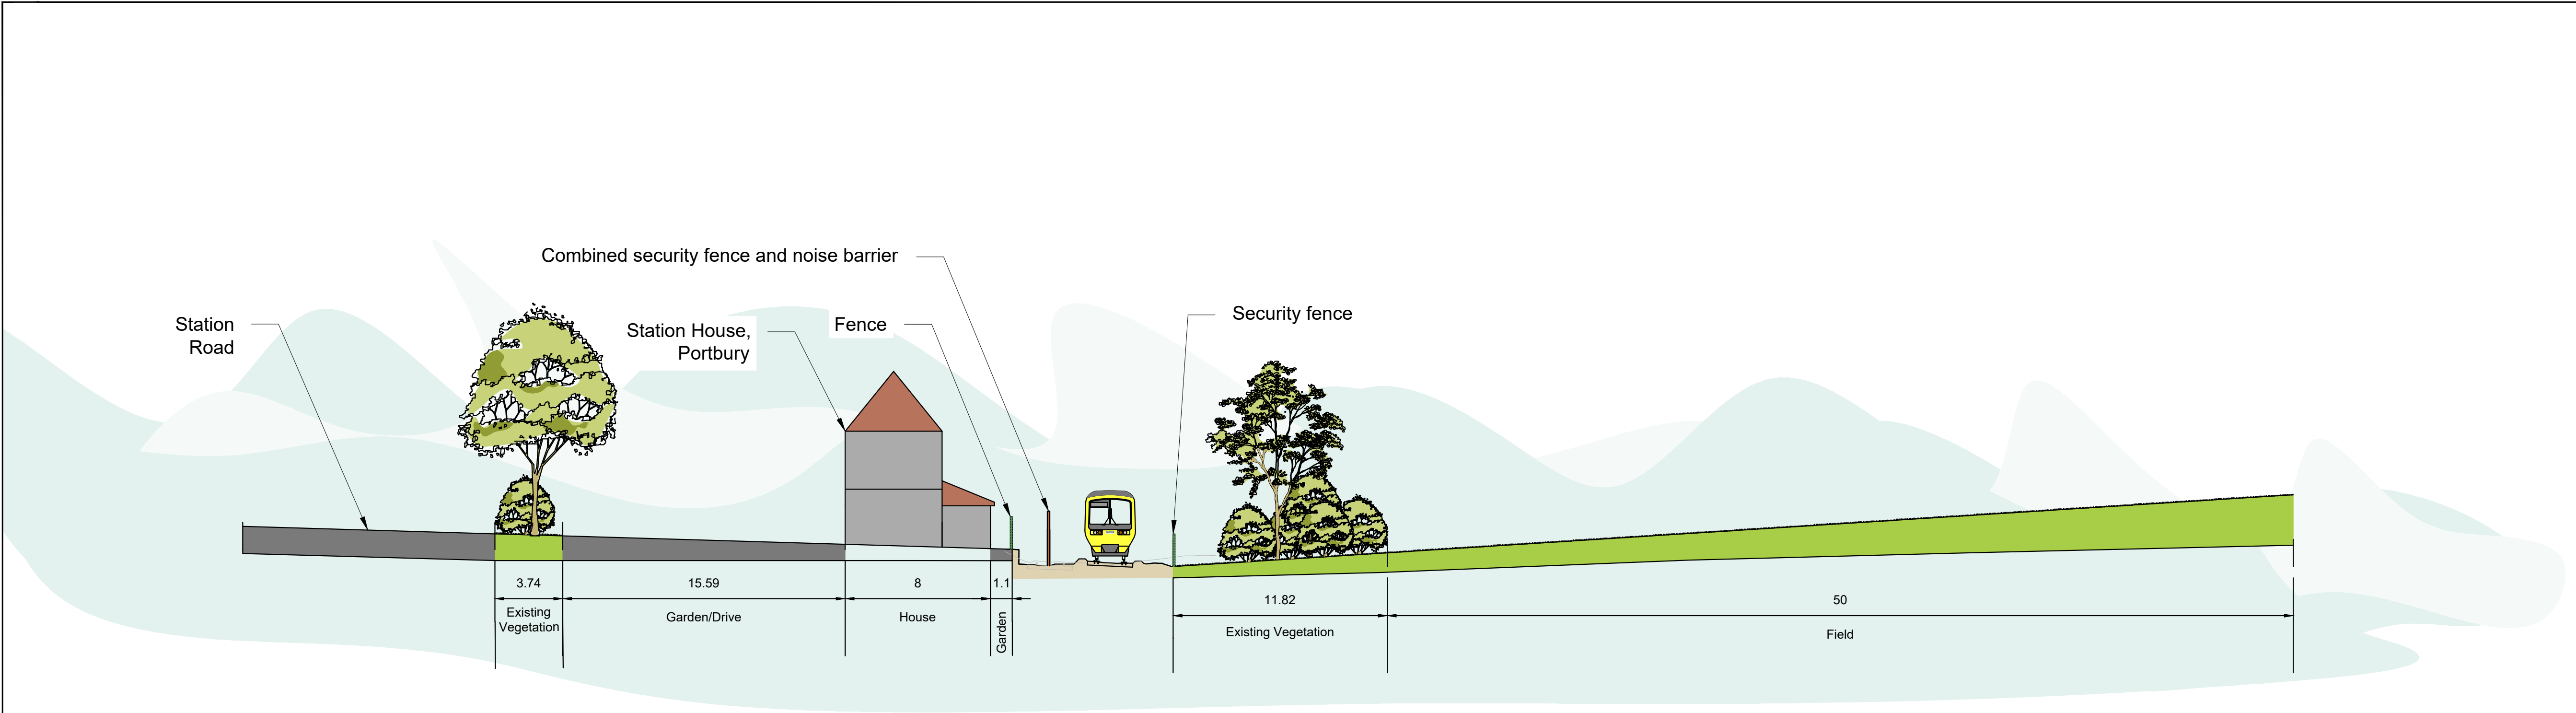 Combined security fence and noise barrier
Station
Road
Station House,
Portbury
Fence
Security fence
3.74
Existing
Vegetation
15.59
Garden/Drive
8
House
1.1
Garden
11.82
Existing Vegetation
50
Field